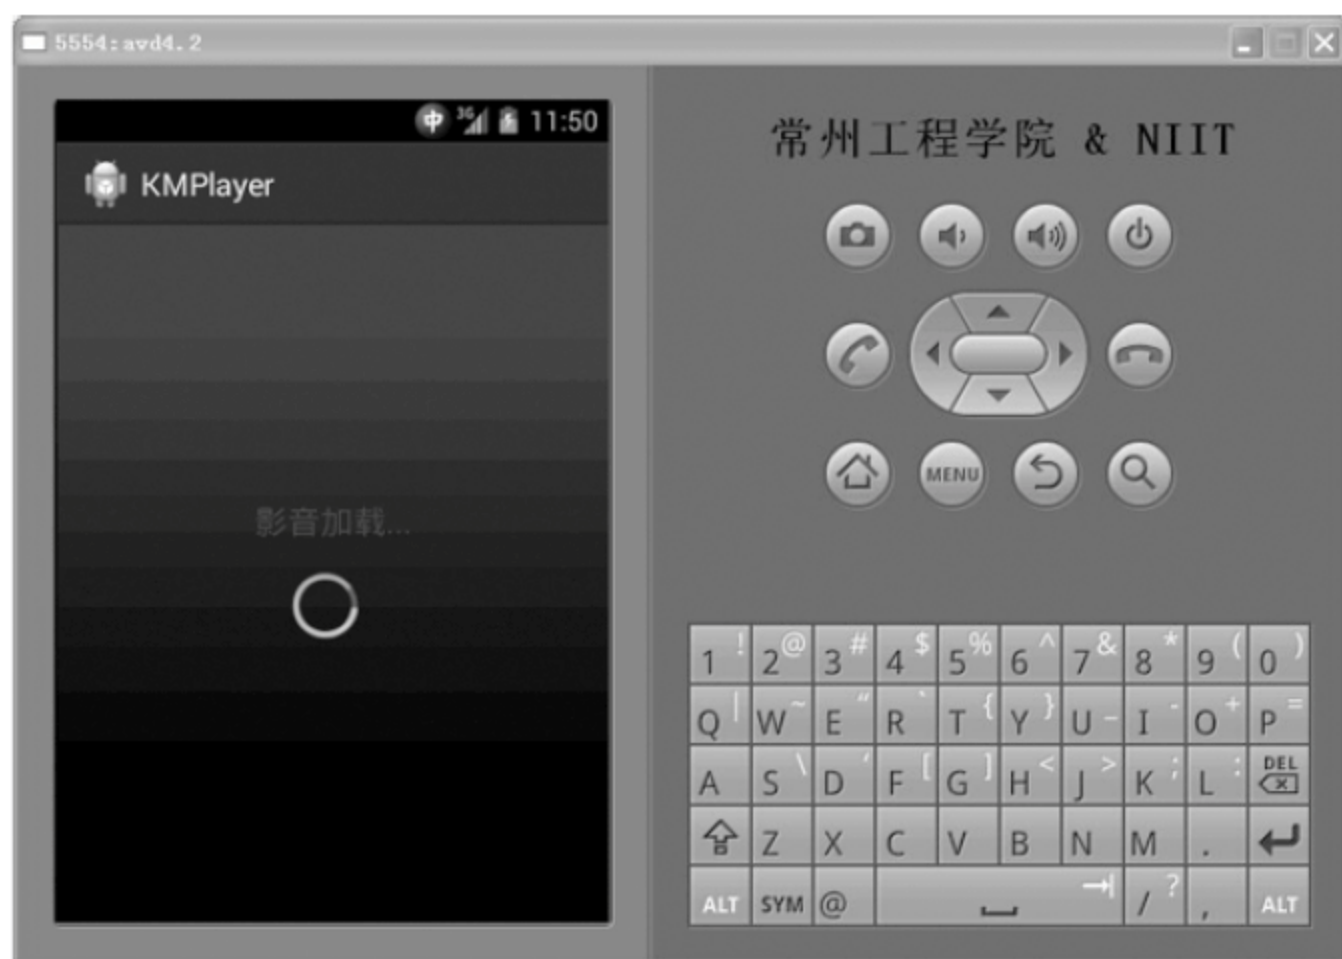 5554:avd4.2
中 3G 11:50
KMPlayer
影音加载...
常州工程学院 & NIIT
MENU
1 ! 2 @ 3 # 4 $ 5 % 6 ^ 7 & 8 * 9 ( 0 )
Q | W ~ E “ R ` T { Y } U _ I - O + P =
A S \ D ‘ F [ G ] H < J > K ; L : DEL
Z X C V B N M .
ALT SYM @ / ? , ALT